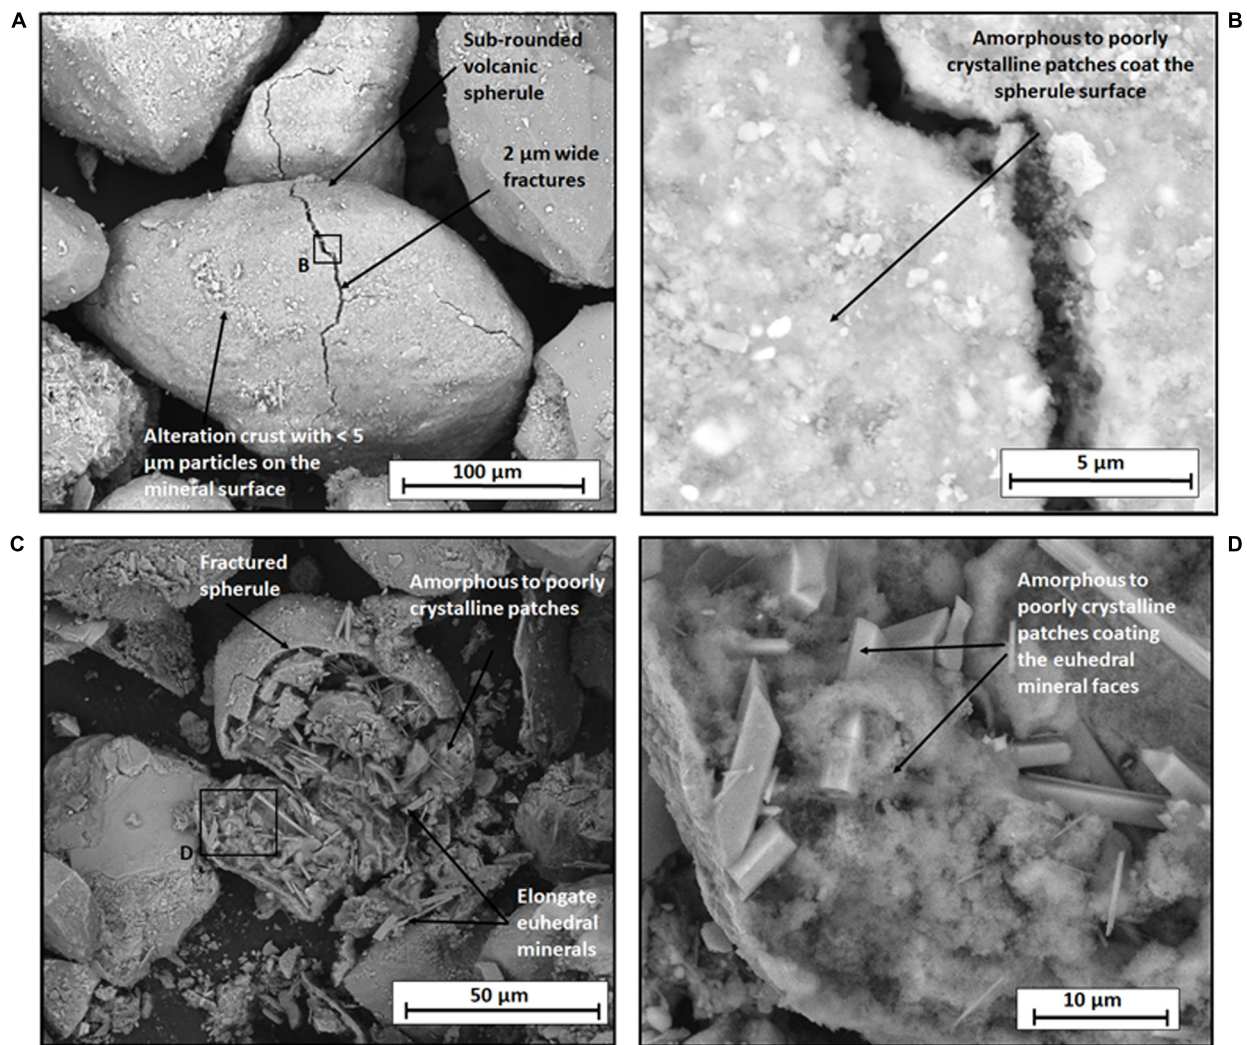 A
Sub-rounded
volcanic
spherule
2 µm wide
fractures
B
Alteration crust with < 5
µm particles on the
mineral surface
100 µm
B
Amorphous to poorly
crystalline patches coat the
spherule surface
5 µm
C
Fractured
spherule
Amorphous to poorly
crystalline patches
D
Elongate
euhedral
minerals
50 µm
D
Amorphous to
poorly crystalline
patches coating
the euhedral
mineral faces
10 µm